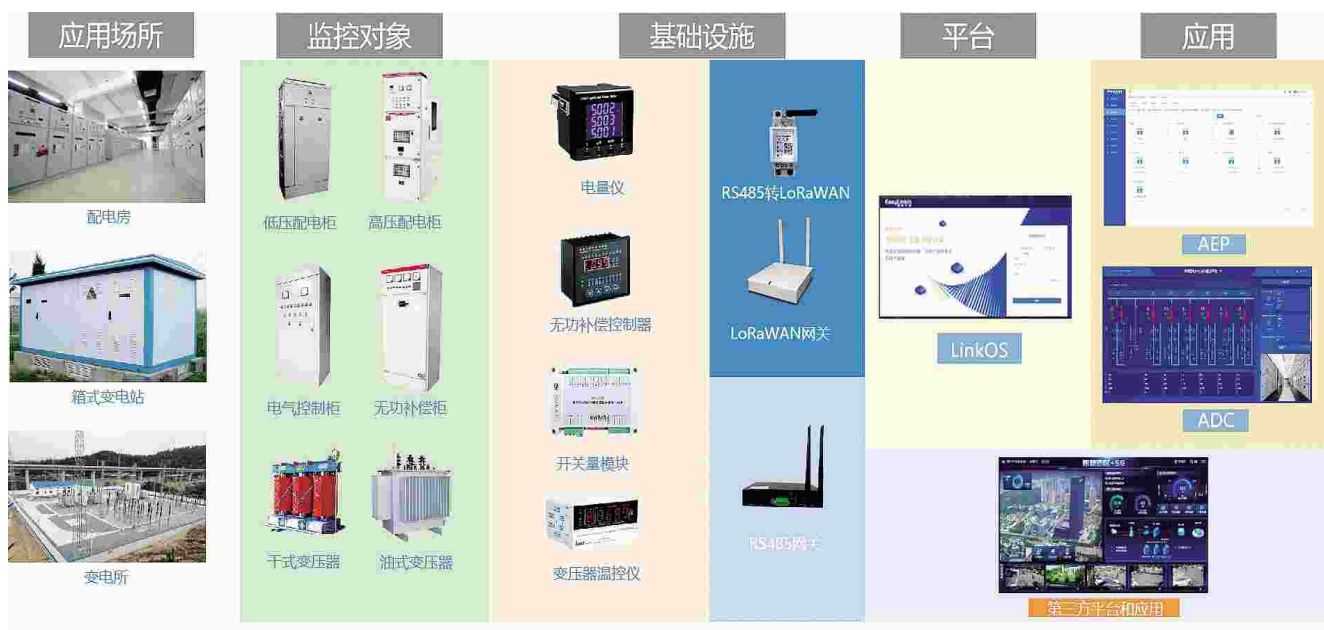 应用场所
监控对象
基础设施
平台
应用
配电房
箱式变电站
变电所
低压配电柜
高压配电柜
电气控制柜
无功补偿柜
干式变压器
油式变压器
电量仪
5002
5003
5001
无功补偿控制器
开关量模块
变压器温控仪
RS485转LoRaWAN
LoRaWAN网关
RS485网关
LinkOS
AEP
ADC
第三方平台和应用